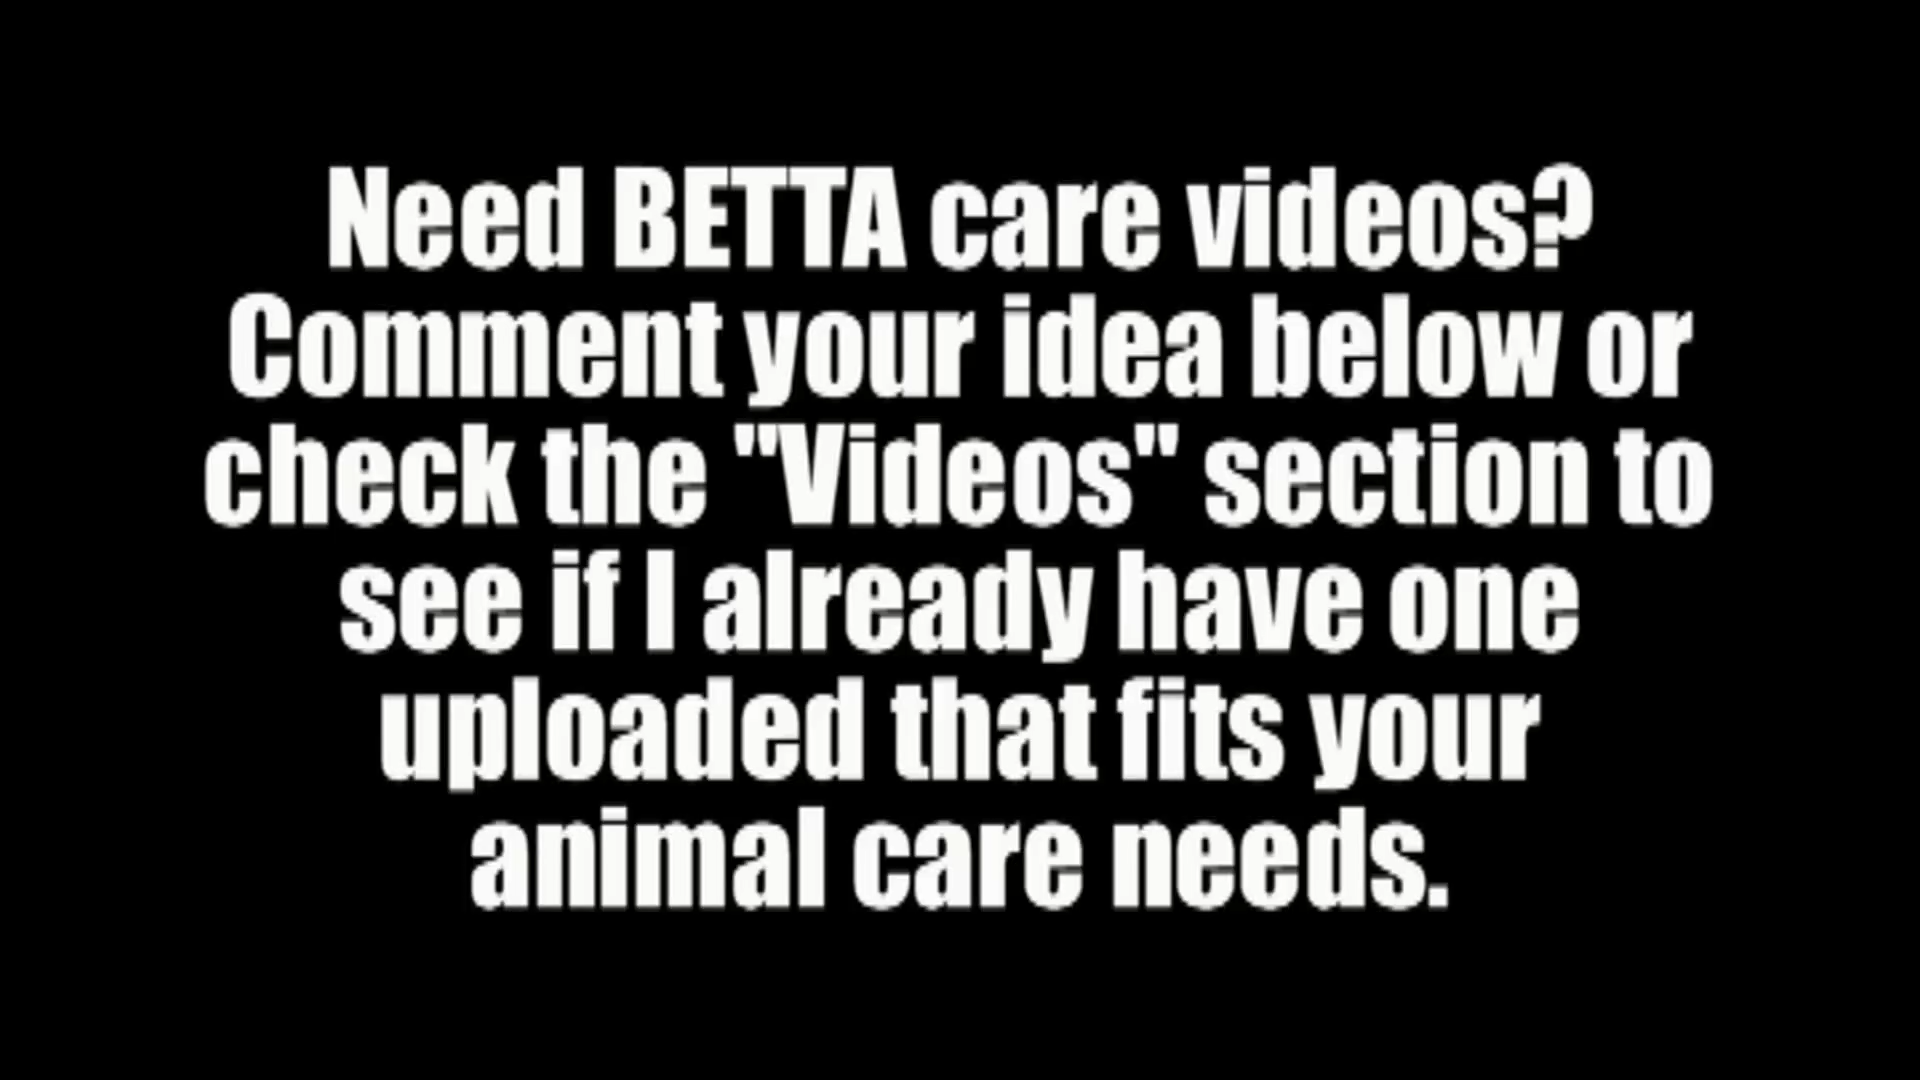 Need BETTA care videos?
Comment your idea below or
check the "Videos" section to
see if I already have one
uploaded that fits your
animal care needs.